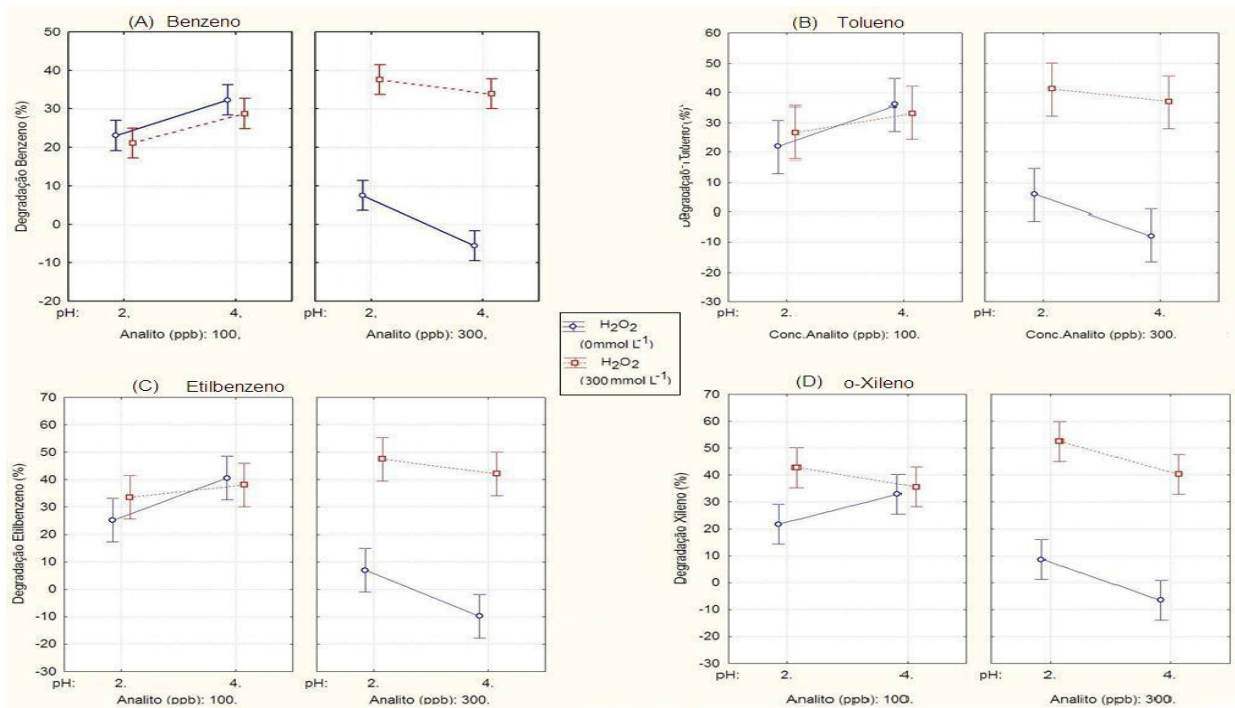 (A) Benzeno
Degradação Benzeno (%)
50
40
30
20
10
0
-10
-20
pH: 2, 4, 2, 4,
Analito (ppb): 100, Analito (ppb): 300,
(B) Tolueno
60
50
40
30
20
10
0
-10
-20
-30
pH: 2. 4. 2. 4.
Conc.Analito (ppb): 100. Conc.Analito (ppb): 300.
H2O2
(0mmol L-1)
H2O2
(300 mmol L-1)
(C) Etilbenzeno
Degradação Etilbenzeno (%)
70
60
50
40
30
20
10
0
-10
-20
-30
pH: 2. 4. 2. 4.
Analito (ppb): 100. Analito (ppb): 300.
(D) o-Xileno
Degradação Xileno (%)
70
60
50
40
30
20
10
0
-10
-20
-30
pH: 2. 4. 2. 4.
Analito (ppb): 100. Analito (ppb): 300.